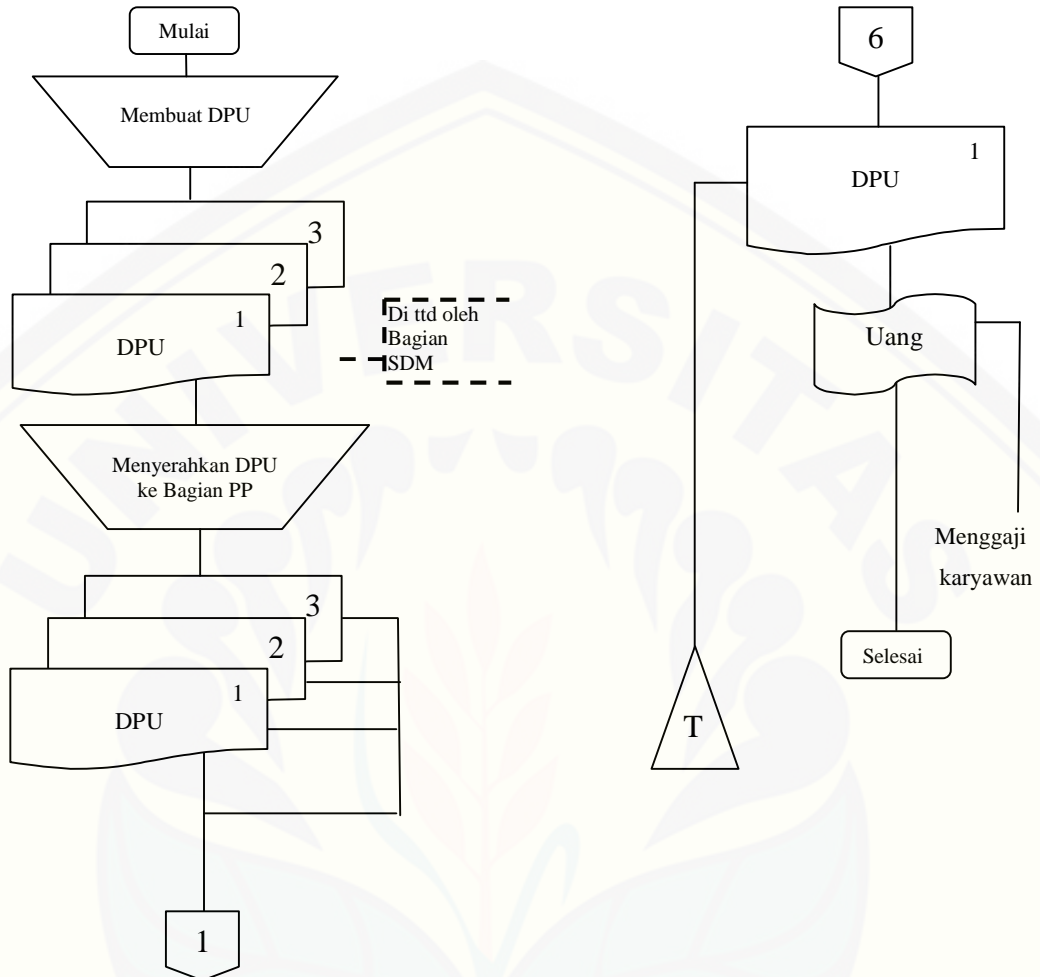 Mulai
Membuat DPU
3
2
1
DPU
Di ttd oleh
Bagian
SDM
Menyerahkan DPU
ke Bagian PP
3
2
1
DPU
1
6
1
DPU
Uang
Menggaji
karyawan
Selesai
T
UNIVERSITAS